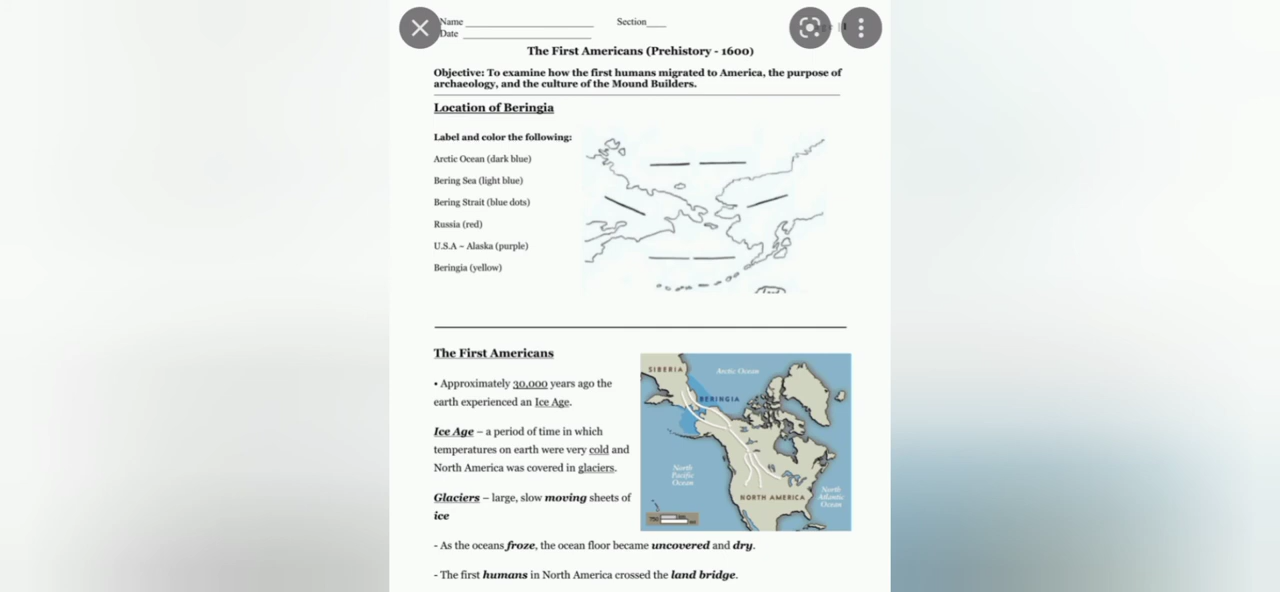 Name
Section
Date
The First Americans (Prehistory - 1600)
Objective: To examine how the first humans migrated to America, the purpose of
archaeology, and the culture of the Mound Builders.
Location of Beringia
Label and color the following:
Arctic Ocean (dark blue)
Bering Sea (light blue)
Bering Strait (blue dots)
Russia (red)
U.S.A – Alaska (purple)
Beringia (yellow)
The First Americans
• Approximately 30,000 years ago the
earth experienced an Ice Age.
Ice Age – a period of time in which
temperatures on earth were very cold and
North America was covered in glaciers.
Glaciers – large, slow moving sheets of
ice
SIBERIA
Arctic Ocean
BERINGIA
North
Pacific
Ocean
NORTH AMERICA
North
Atlantic
Ocean
- As the oceans froze, the ocean floor became uncovered and dry.
- The first humans in North America crossed the land bridge.